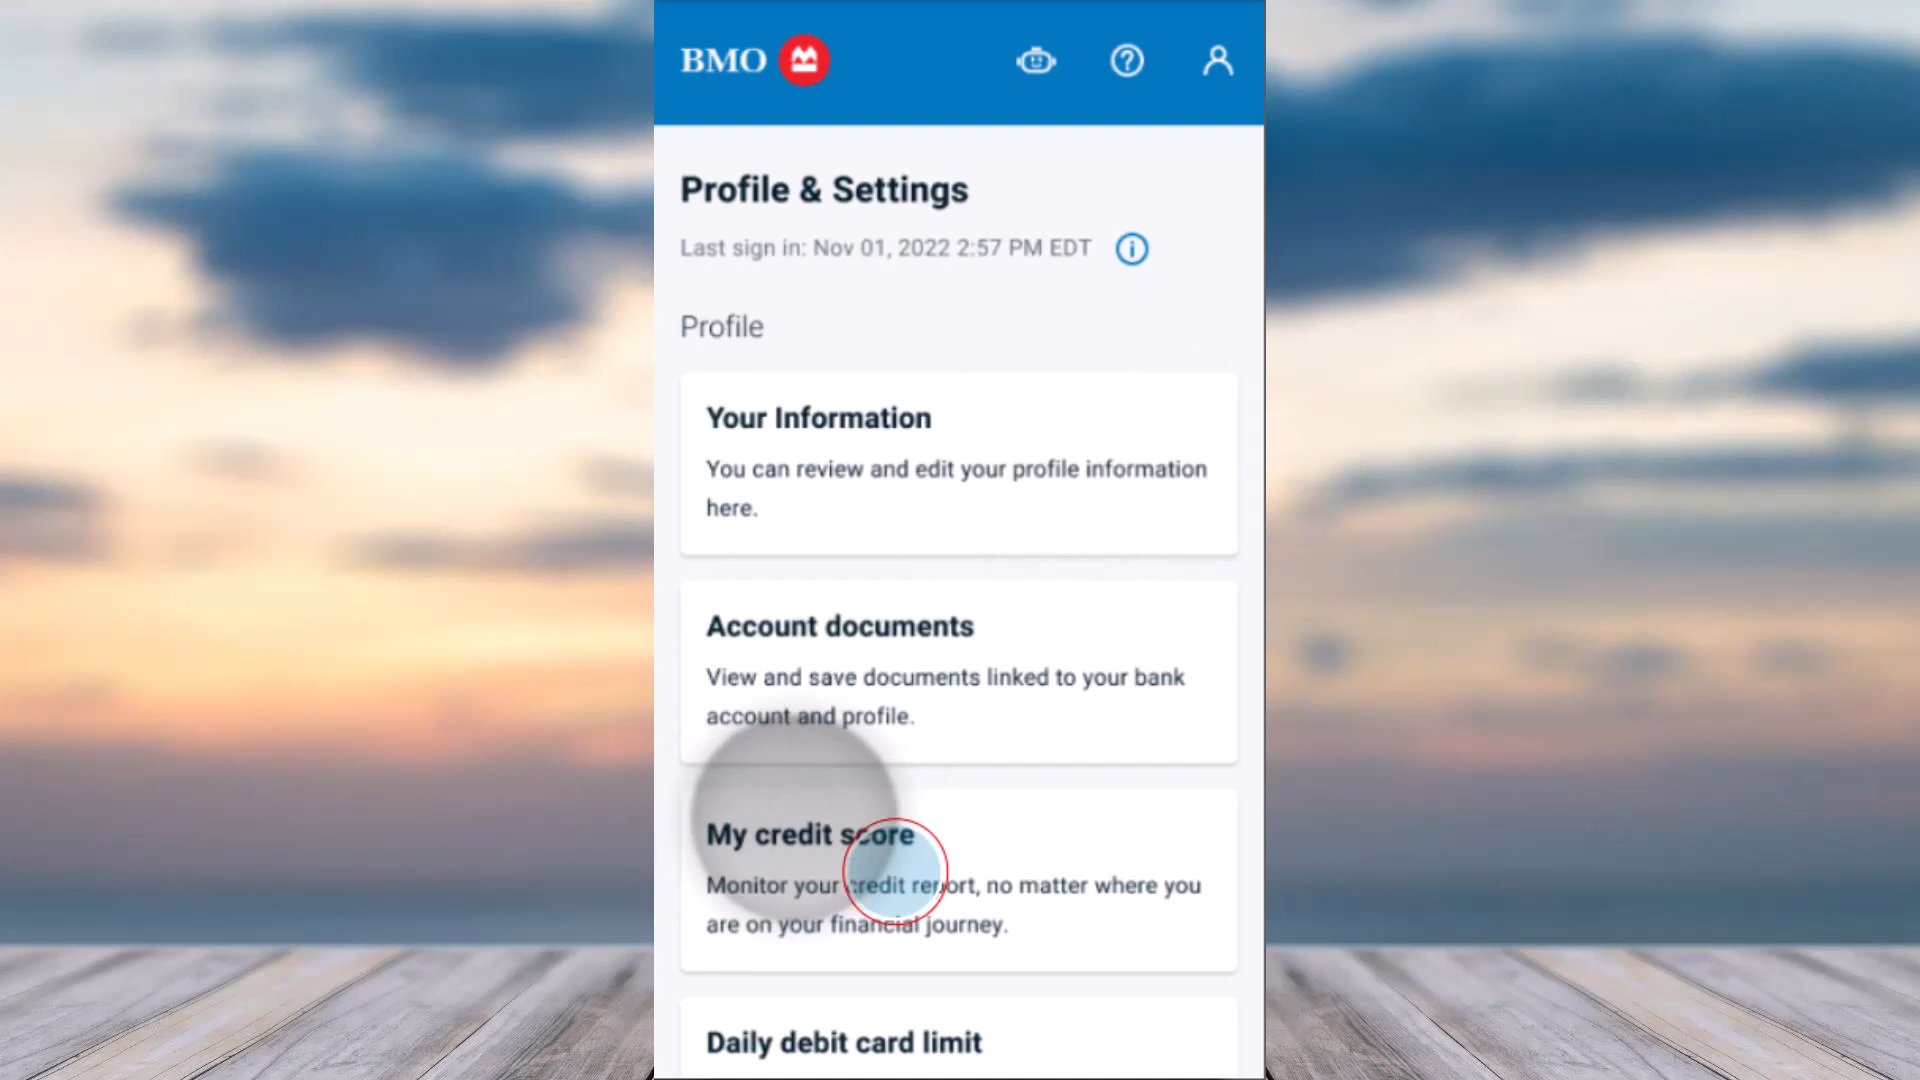 BMO
Profile & Settings
Last sign in: Nov 01, 2022 2:57 PM EDT
Profile
Your Information
You can review and edit your profile information
here.
Account documents
View and save documents linked to your bank
account and profile.
My credit score
Monitor your credit report, no matter where you
are on your financial journey.
Daily debit card limit